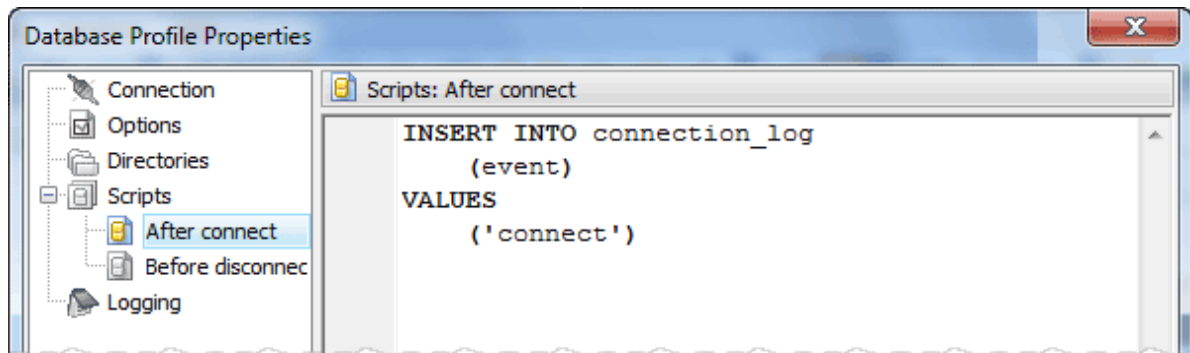 Database Profile Properties
Connection
Options
Directories
Scripts
After connect
Before disconnec
Logging
Scripts: After connect
INSERT INTO connection_log
(event)
VALUES
('connect')